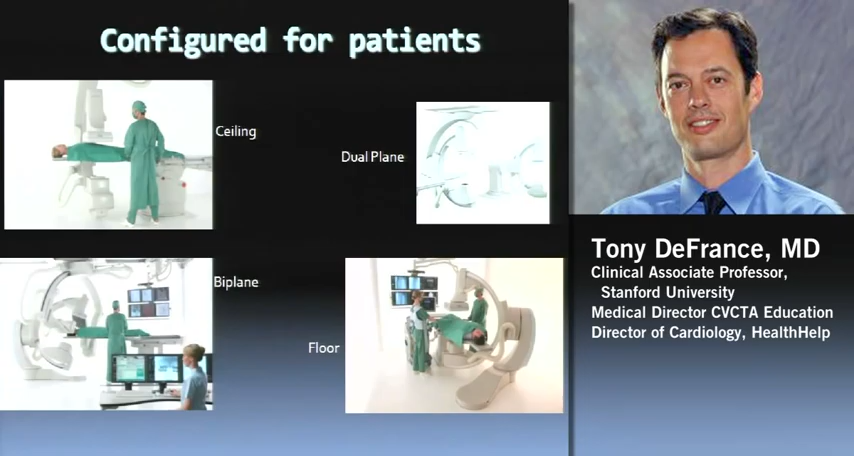 Configured for patients
Ceiling
Dual Plane
Biplane
Floor
Tony DeFrance, MD
Clinical Associate Professor,
Stanford University
Medical Director CVCTA Education
Director of Cardiology, HealthHelp